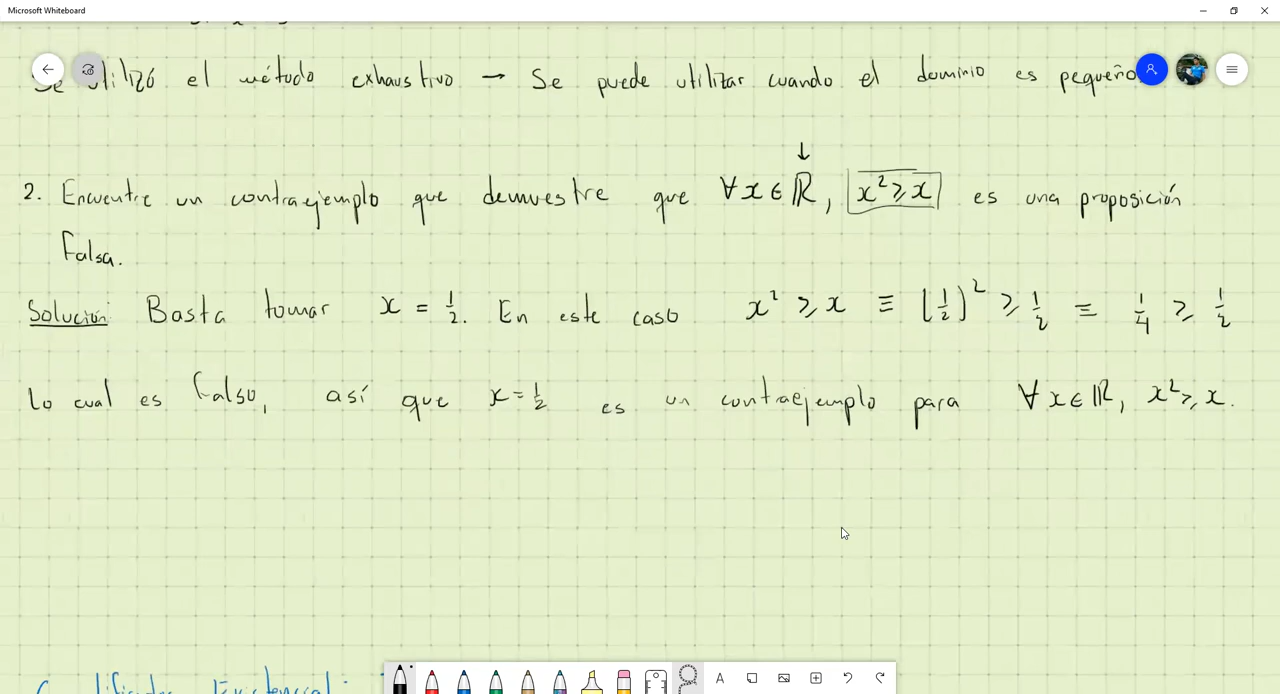 Microsoft Whiteboard
Se utilizó el método exhaustivo → Se puede utilizar cuando el dominio es pequeño
2. Encuentre un contraejemplo que demuestre que ∀x∈ℝ, x² ≥ x es una proposición
Falsa.
Solución: Basta tomar x = 1/2. En este caso x² ≥ x ≡ (1/2)² ≥ 1/2 ≡ 1/4 ≥ 1/2
lo cual es Falso, así que x = 1/2 es un contraejemplo para ∀x∈ℝ, x² ≥ x.